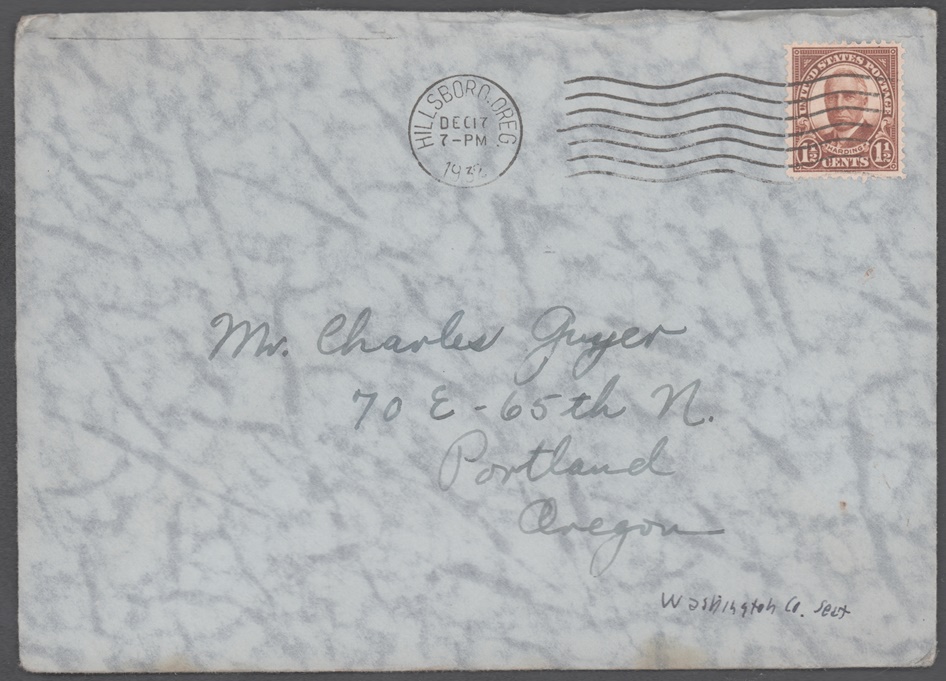 HILLSBORO, OREG.
DEC 17
7-PM
UNITED STATES POSTAGE
HARDING
1½ CENTS 1½
Mr. Charles Guyer
70 E - 65th N.
Portland
Oregon
Washington Co. Seat